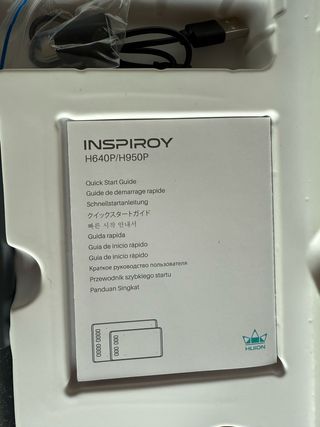 INSPIROY
H640P/H950P
Quick Start Guide
Guide de démarrage rapide
Schnellstartanleitung
クイックスタートガイド
빠른 시작 안내서
Guida rapida
Guia de inicio rápido
Guia de início rápido
Краткое руководство пользователя
Przewodnik szybkiego startu
Panduan Singkat
HUION